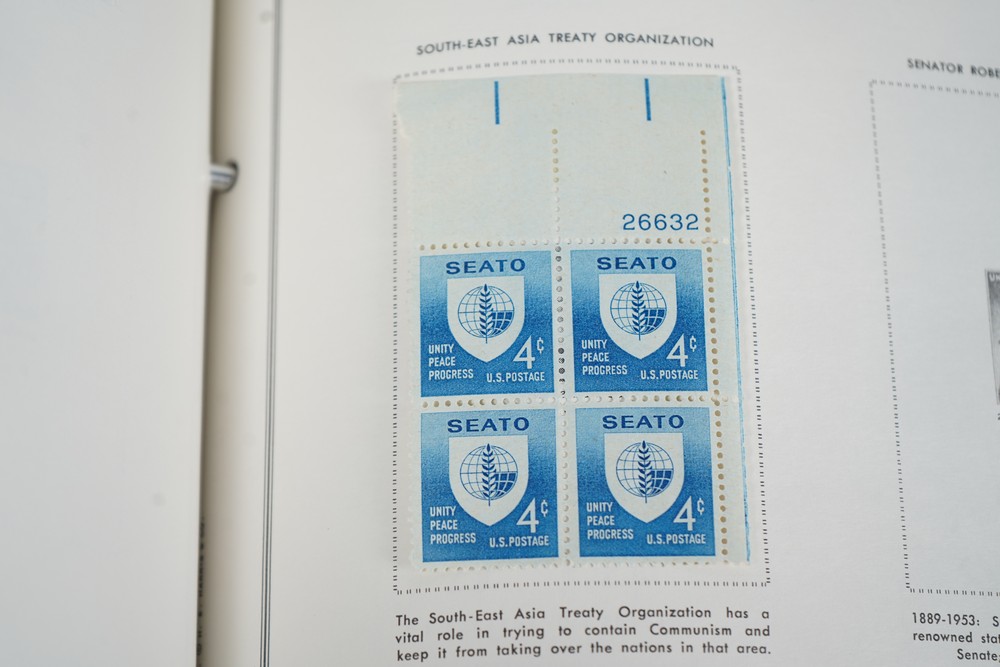 SOUTH-EAST ASIA TREATY ORGANIZATION
26632
SEATO
UNITY
PEACE
PROGRESS
4¢
U.S. POSTAGE
SEATO
UNITY
PEACE
PROGRESS
4¢
U.S. POSTAGE
SEATO
UNITY
PEACE
PROGRESS
4¢
U.S. POSTAGE
SEATO
UNITY
PEACE
PROGRESS
4¢
U.S. POSTAGE
The South-East Asia Treaty Organization has a
vital role in trying to contain Communism and
keep it from taking over the nations in that area.
SENATOR
1889-1953:
renowned